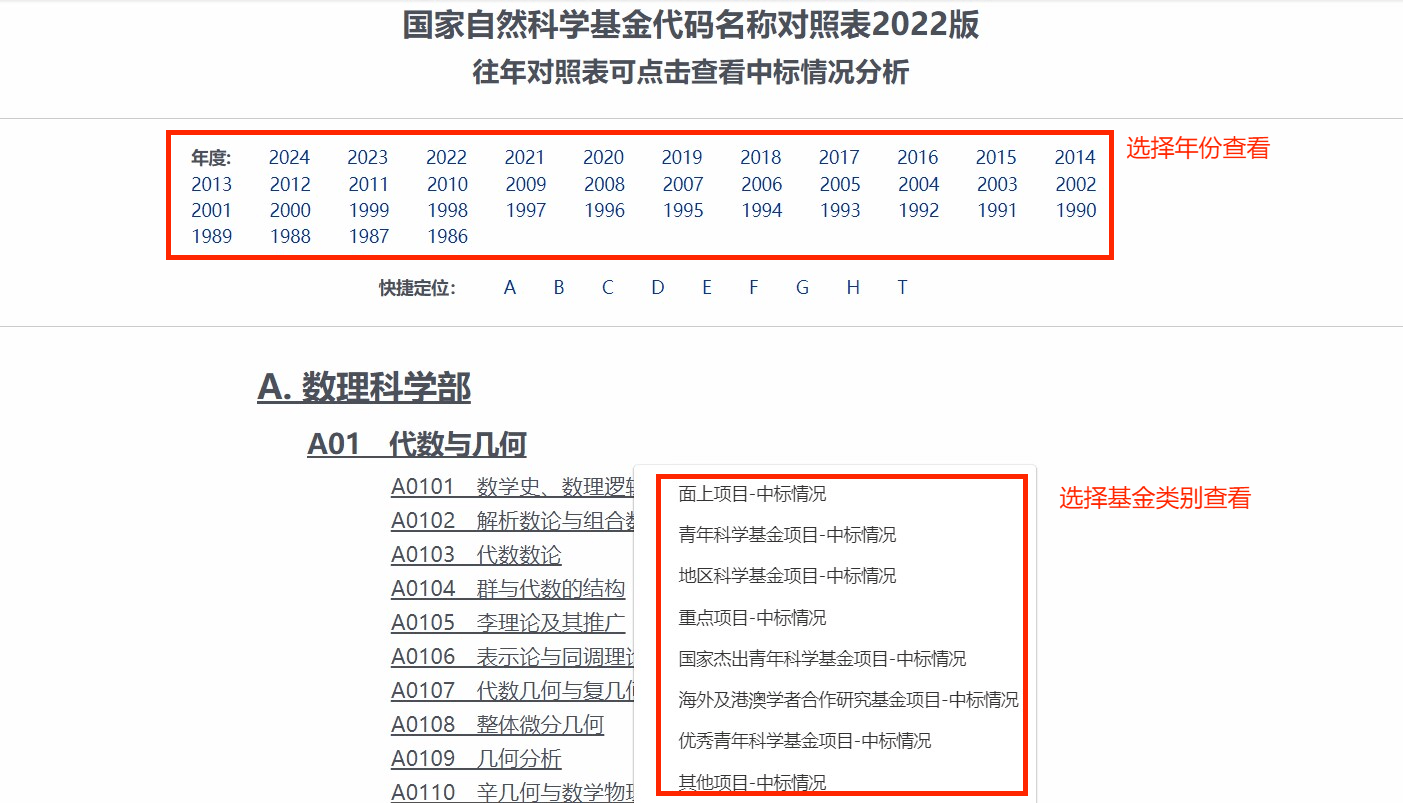 国家自然科学基金代码名称对照表2022版
往年对照表可点击查看中标情况分析
年度: 2024 2023 2022 2021 2020 2019 2018 2017 2016 2015 2014
选择年份查看
2013 2012 2011 2010 2009 2008 2007 2006 2005 2004 2003 2002
2001 2000 1999 1998 1997 1996 1995 1994 1993 1992 1991 1990
1989 1988 1987 1986
快捷定位: A B C D E F G H T
A. 数理科学部
A01 代数与几何
A0101 数学史、数理逻
A0102 解析数论与组合
A0103 代数数论
A0104 群与代数的结构
A0105 李理论及其推广
A0106 表示论与同调理
A0107 代数几何与复几
A0108 整体微分几何
A0109 几何分析
A0110 辛几何与数学物
面上项目-中标情况
青年科学基金项目-中标情况
地区科学基金项目-中标情况
重点项目-中标情况
国家杰出青年科学基金项目-中标情况
海外及港澳学者合作研究基金项目-中标情况
优秀青年科学基金项目-中标情况
其他项目-中标情况
选择基金类别查看